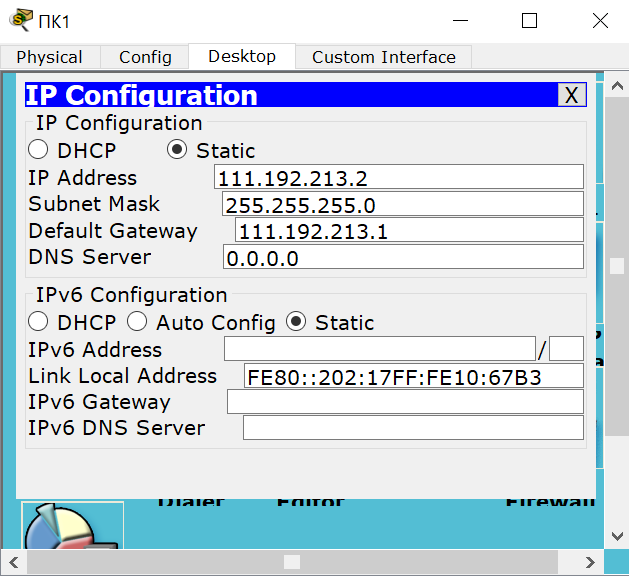 ПК1
Physical Config Desktop Custom Interface
IP Configuration X
IP Configuration
DHCP Static
IP Address 111.192.213.2
Subnet Mask 255.255.255.0
Default Gateway 111.192.213.1
DNS Server 0.0.0.0
IPv6 Configuration
DHCP Auto Config Static
IPv6 Address /
Link Local Address FE80::202:17FF:FE10:67B3
IPv6 Gateway
IPv6 DNS Server
Dialer Editor Firewall